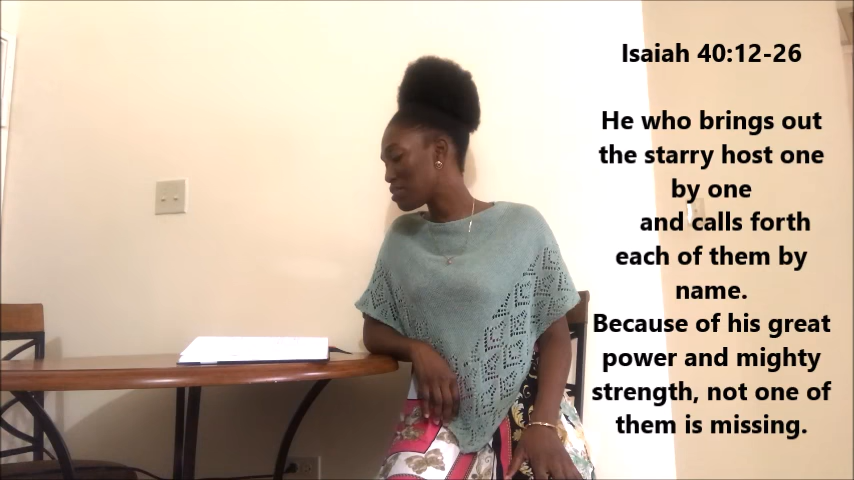 Isaiah 40:12-26
He who brings out
the starry host one
by one
and calls forth
each of them by
name.
Because of his great
power and mighty
strength, not one of
them is missing.